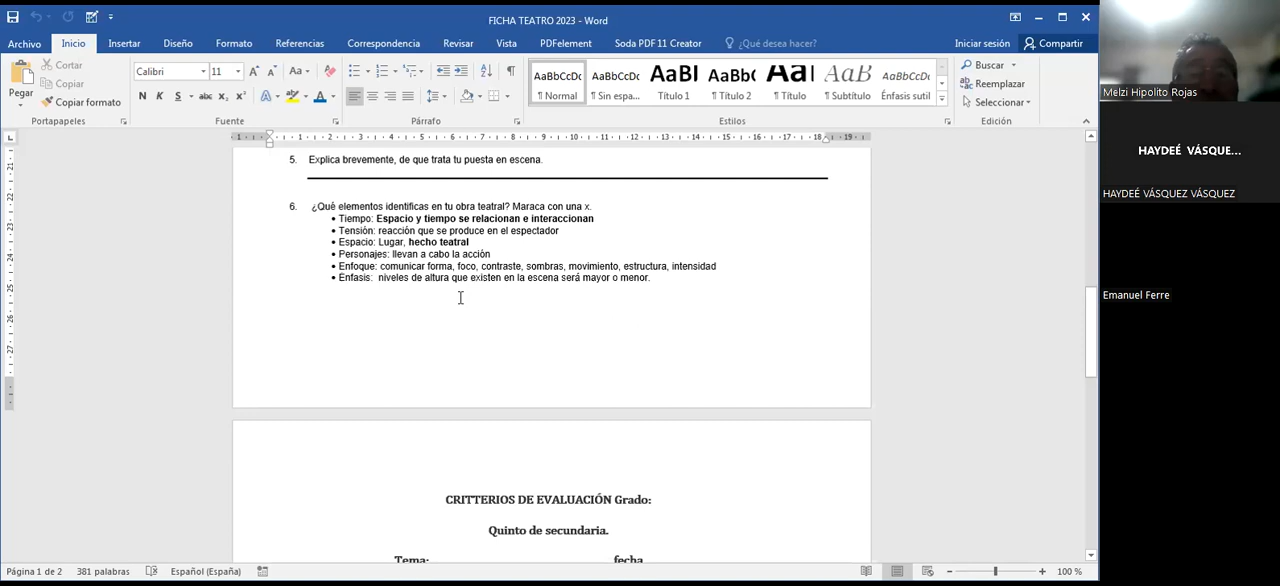 FICHA TEATRO 2023 - Word
Archivo Inicio Insertar Diseño Formato Referencias Correspondencia Revisar Vista PDFelement Soda PDF 11 Creator ¿Qué desea hacer? Iniciar sesión Compartir
Pegar
Cortar
Copiar
Copiar formato
Portapapeles
Calibri 11
N K S abc x₂ x²
Fuente
Párrafo
AaBbCcDc AaBbCcDc AaBl AaBbC AaI AaB AaBbCcDc
¶ Normal ¶ Sin espa... Título 1 Título 2 ¶ Título ¶ Subtítulo Énfasis sutil
Estilos
Buscar
Reemplazar
Seleccionar
Edición
5. Explica brevemente, de que trata tu puesta en escena.
6. ¿Qué elementos identificas en tu obra teatral? Maraca con una x.
• Tiempo: Espacio y tiempo se relacionan e interaccionan
• Tensión: reacción que se produce en el espectador
• Espacio: Lugar, hecho teatral
• Personajes: llevan a cabo la acción
• Enfoque: comunicar forma, foco, contraste, sombras, movimiento, estructura, intensidad
• Énfasis: niveles de altura que existen en la escena será mayor o menor.
CRITTERIOS DE EVALUACIÓN Grado:
Quinto de secundaria.
Tema: fecha
Página 1 de 2 381 palabras Español (España) 100 %
Melzi Hipolito Rojas
HAYDEÉ VÁSQUE...
HAYDEÉ VÁSQUEZ VÁSQUEZ
Emanuel Ferre